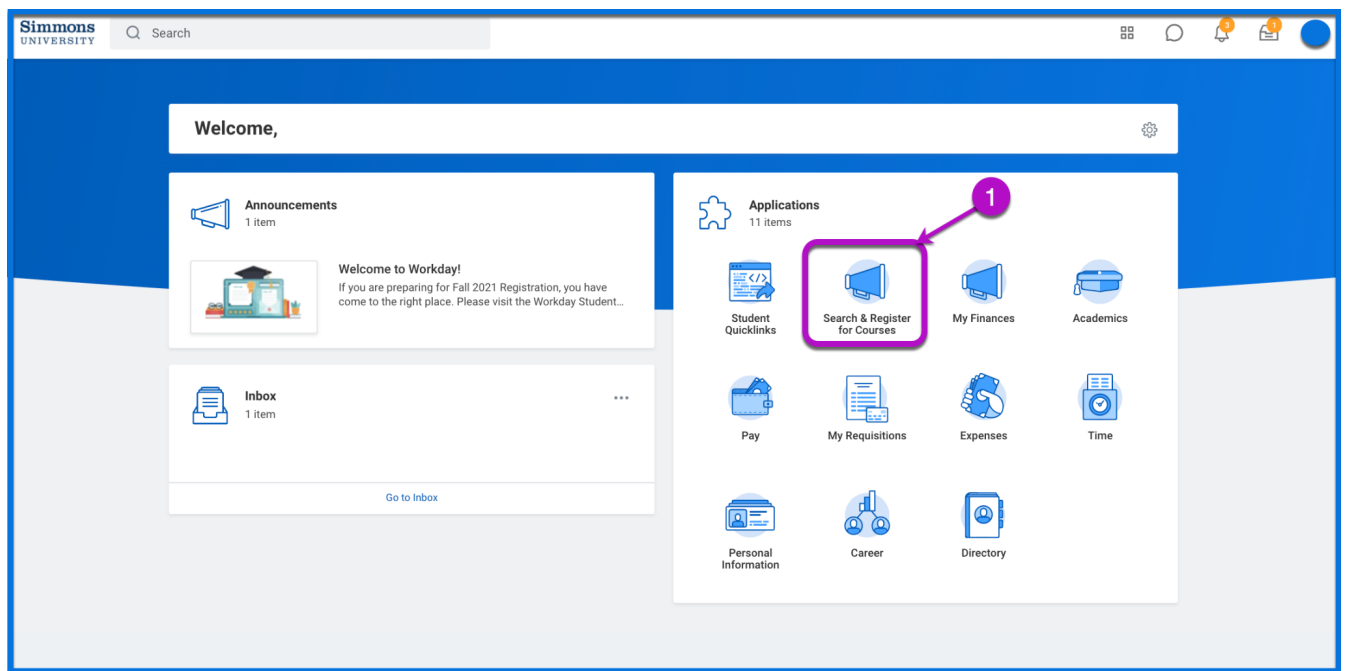 Simmons
UNIVERSITY
Search
3
1
Welcome,
Announcements
1 item
Welcome to Workday!
If you are preparing for Fall 2021 Registration, you have
come to the right place. Please visit the Workday Student...
Inbox
1 item
Go to Inbox
Applications
11 items
1
Student
Quicklinks
Search & Register
for Courses
My Finances
Academics
Pay
My Requisitions
Expenses
Time
Personal
Information
Career
Directory